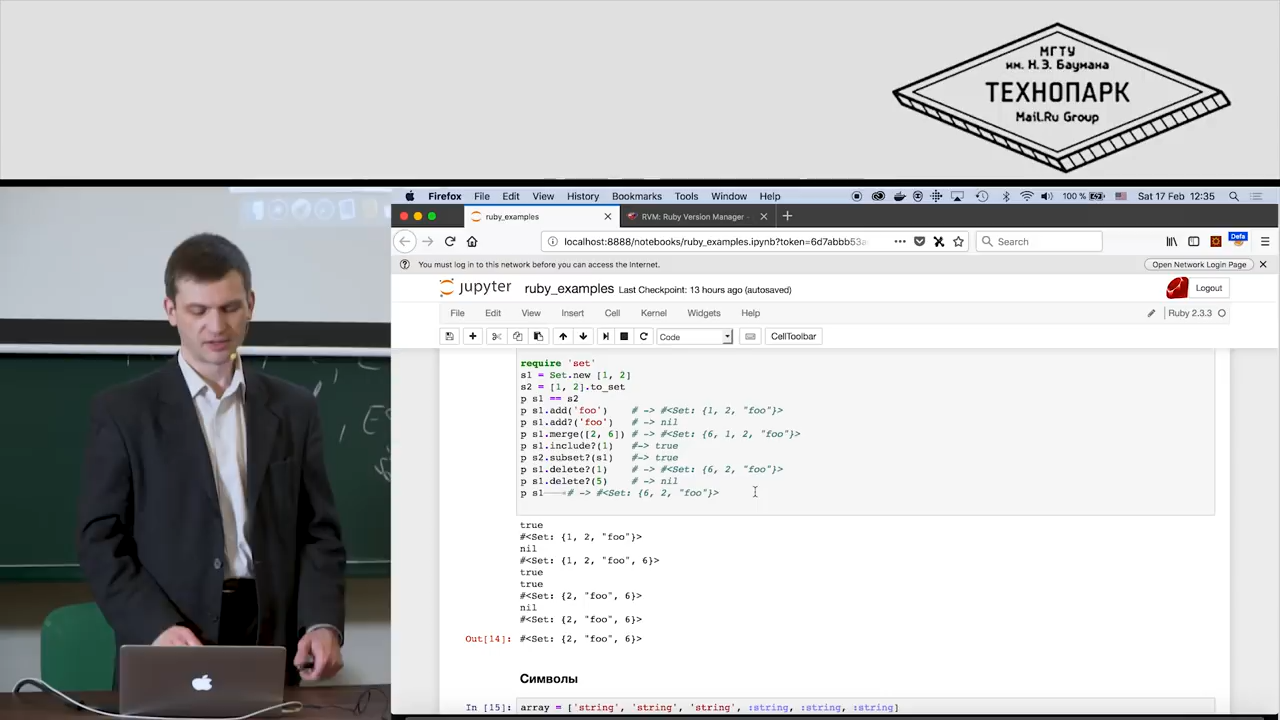 МГТУ
им. Н.Э. Баумана
ТЕХНОПАРК
Mail.Ru Group
Firefox File Edit View History Bookmarks Tools Window Help 100 % Sat 17 Feb 12:35
ruby_examples RVM: Ruby Version Manager -
localhost:8888/notebooks/ruby_examples.ipynb?token=6d7abbb53a Search Defa
You must log in to this network before you can access the Internet. Open Network Login Page
jupyter ruby_examples Last Checkpoint: 13 hours ago (autosaved) Logout
File Edit View Insert Cell Kernel Widgets Help Ruby 2.3.3
Code CellToolbar
require 'set'
s1 = Set.new [1, 2]
s2 = [1, 2].to_set
p s1 == s2
p s1.add('foo') # -> #<Set: {1, 2, "foo"}>
p s1.add?('foo') # -> nil
p s1.merge([2, 6]) # -> #<Set: {6, 1, 2, "foo"}>
p s1.include?(1) #-> true
p s2.subset?(s1) #-> true
p s1.delete?(1) # -> #<Set: {6, 2, "foo"}>
p s1.delete?(5) # -> nil
p s1 # -> #<Set: {6, 2, "foo"}>
true
#<Set: {1, 2, "foo"}>
nil
#<Set: {1, 2, "foo", 6}>
true
true
#<Set: {2, "foo", 6}>
nil
#<Set: {2, "foo", 6}>
Out[14]: #<Set: {2, "foo", 6}>
Символы
In [15]: array = ['string', 'string', 'string', :string, :string, :string]